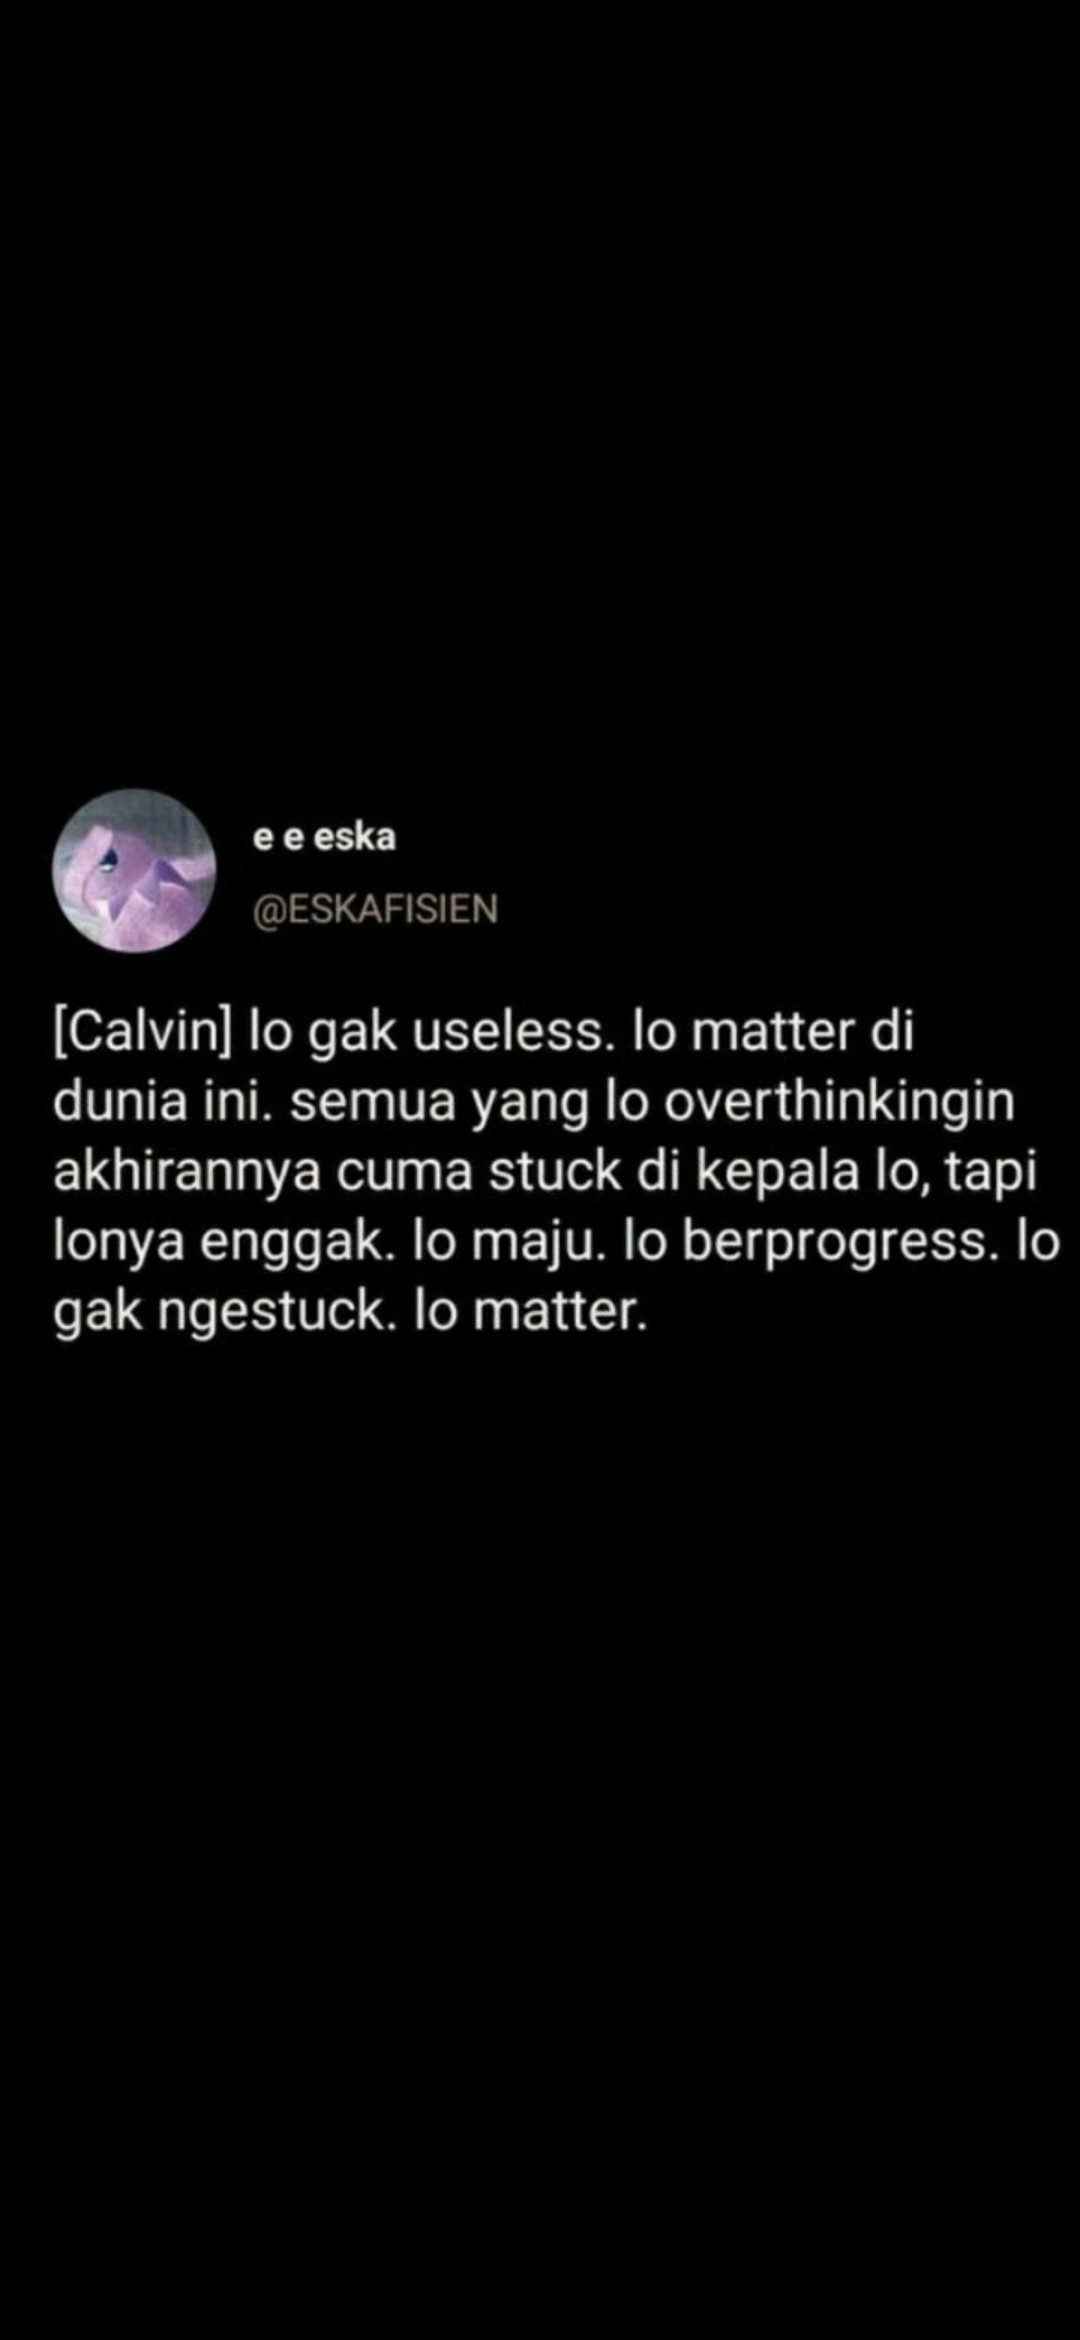 e e eska
@ESKAFISIEN
[Calvin] lo gak useless. lo matter di
dunia ini. semua yang lo overthinkingin
akhirannya cuma stuck di kepala lo, tapi
lonya enggak. lo maju. lo berprogress. lo
gak ngestuck. lo matter.